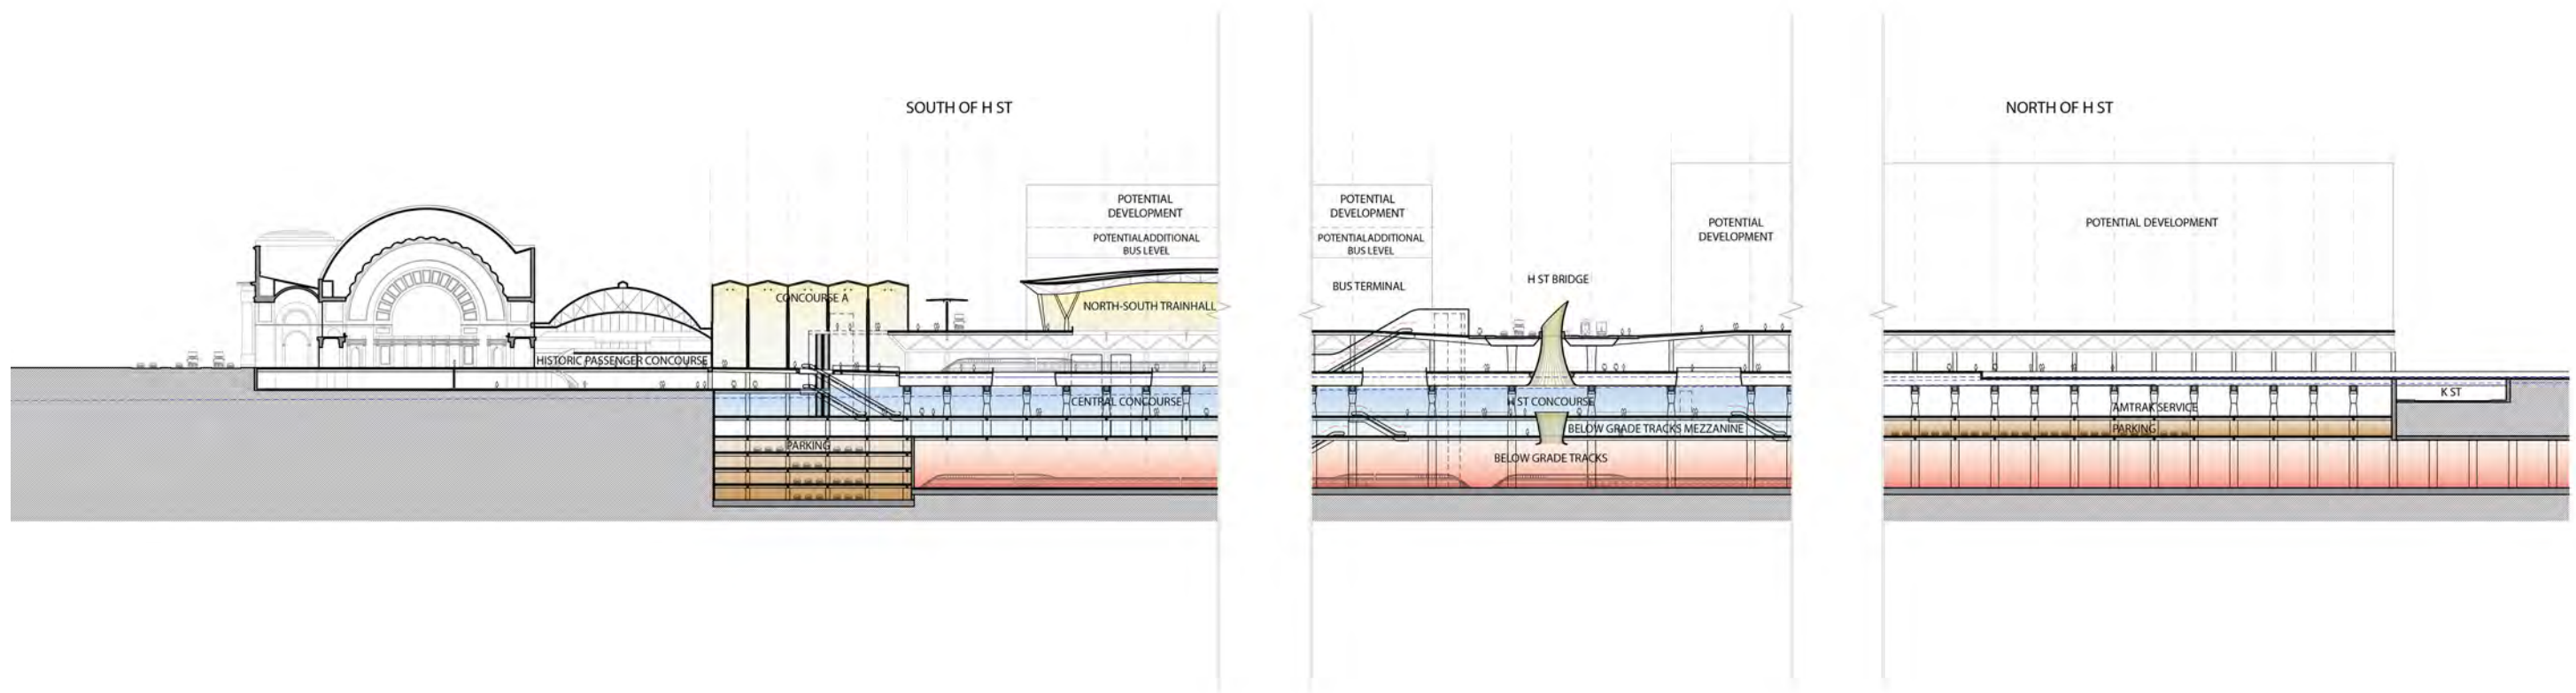 SOUTH OF H ST
NORTH OF H ST
POTENTIAL
DEVELOPMENT
POTENTIALADDITIONAL
BUS LEVEL
NORTH-SOUTH TRAINHALL
CONCOURSE A
HISTORIC PASSENGER CONCOURSE
CENTRAL CONCOURSE
PARKING
POTENTIAL
DEVELOPMENT
POTENTIALADDITIONAL
BUS LEVEL
BUS TERMINAL
H ST BRIDGE
POTENTIAL
DEVELOPMENT
H ST CONCOURSE
BELOW GRADE TRACKS MEZZANINE
BELOW GRADE TRACKS
POTENTIAL DEVELOPMENT
K ST
AMTRAK SERVICE
PARKING